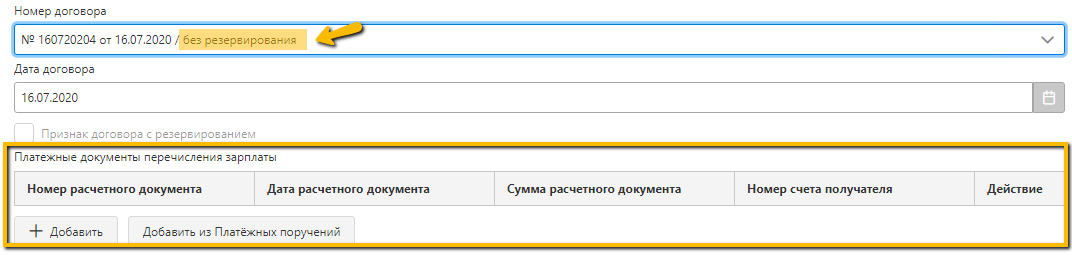 Номер договора
№ 160720204 от 16.07.2020 / без резервирования
Дата договора
16.07.2020
Признак договора с резервированием
Платежные документы перечисления зарплаты
Номер расчетного документа Дата расчетного документа Сумма расчетного документа Номер счета получателя Действие
+ Добавить Добавить из Платёжных поручений